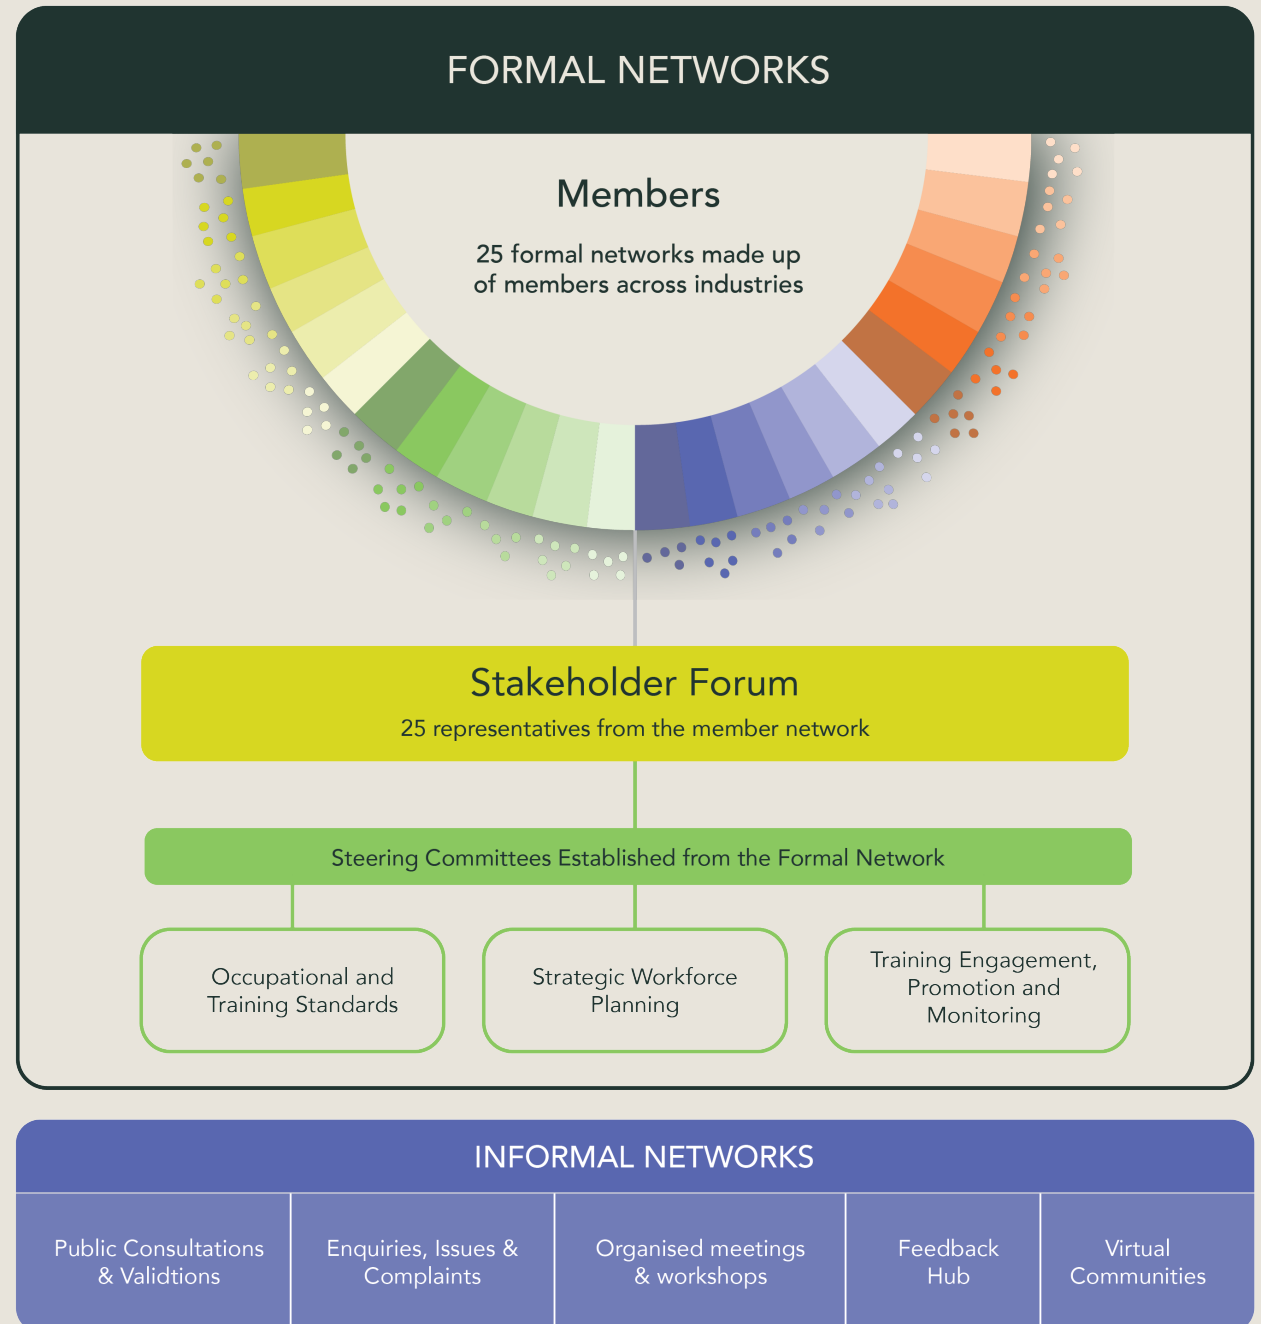 FORMAL NETWORKS
Members
25 formal networks made up
of members across industries
Stakeholder Forum
25 representatives from the member network
Steering Committees Established from the Formal Network
Occupational and
Training Standards
Strategic Workforce
Planning
Training Engagement,
Promotion and
Monitoring
INFORMAL NETWORKS
Public Consultations
& Validtions
Enquiries, Issues &
Complaints
Organised meetings
& workshops
Feedback
Hub
Virtual
Communities